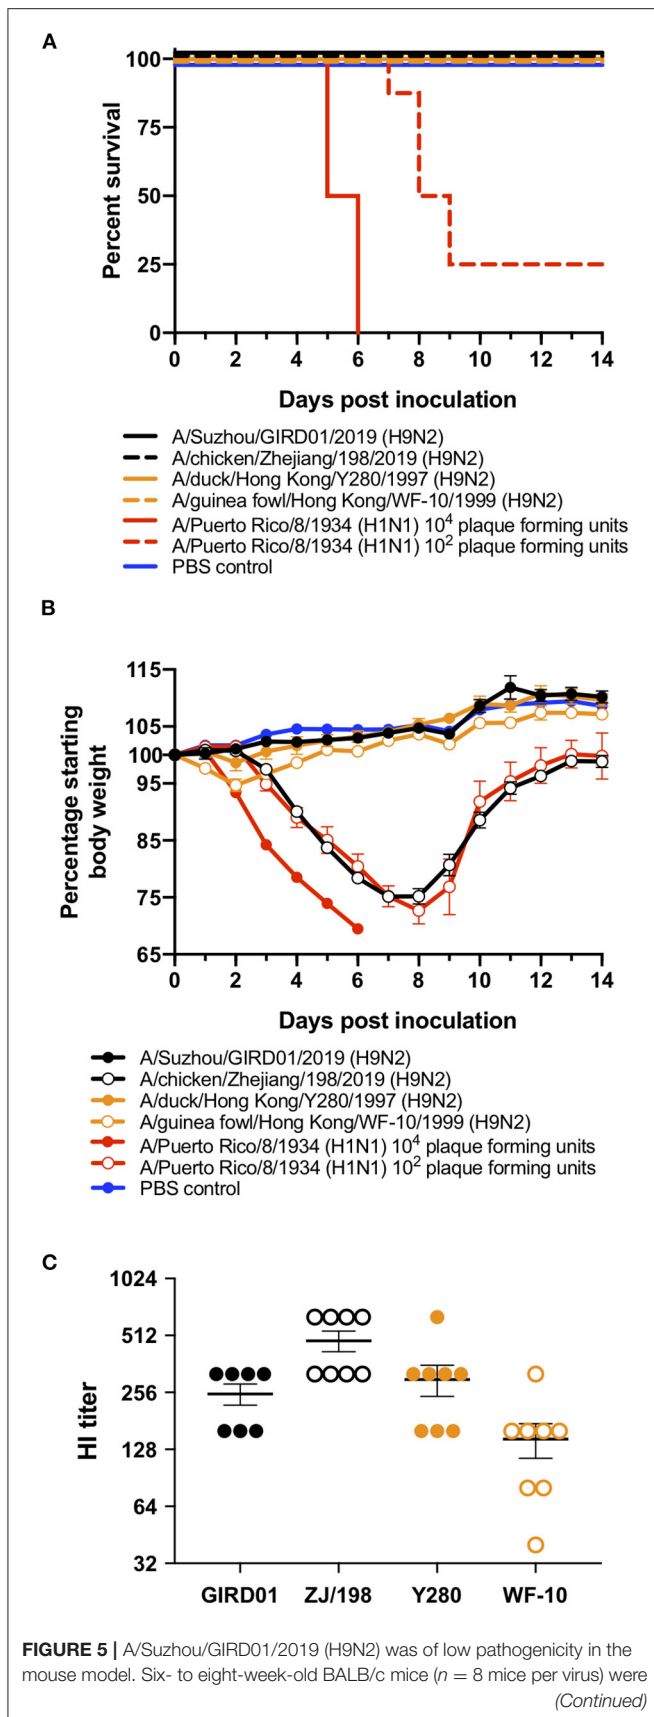 A
100
75
50
25
0
Percent survival
0 2 4 6 8 10 12 14
Days post inoculation
A/Suzhou/GIRD01/2019 (H9N2)
A/chicken/Zhejiang/198/2019 (H9N2)
A/duck/Hong Kong/Y280/1997 (H9N2)
A/guinea fowl/Hong Kong/WF-10/1999 (H9N2)
A/Puerto Rico/8/1934 (H1N1) 10⁴ plaque forming units
A/Puerto Rico/8/1934 (H1N1) 10² plaque forming units
PBS control
B
115
105
100
95
85
75
65
Percentage starting
body weight
0 2 4 6 8 10 12 14
Days post inoculation
A/Suzhou/GIRD01/2019 (H9N2)
A/chicken/Zhejiang/198/2019 (H9N2)
A/duck/Hong Kong/Y280/1997 (H9N2)
A/guinea fowl/Hong Kong/WF-10/1999 (H9N2)
A/Puerto Rico/8/1934 (H1N1) 10⁴ plaque forming units
A/Puerto Rico/8/1934 (H1N1) 10² plaque forming units
PBS control
C
1024
512
256
128
64
32
HI titer
GIRD01 ZJ/198 Y280 WF-10
FIGURE 5 | A/Suzhou/GIRD01/2019 (H9N2) was of low pathogenicity in the
mouse model. Six- to eight-week-old BALB/c mice (n = 8 mice per virus) were
(Continued)